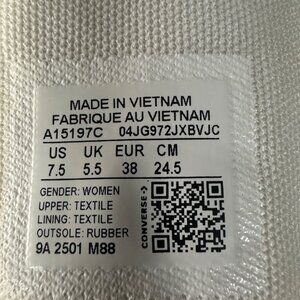 MADE IN VIETNAM
FABRIQUE AU VIETNAM
A15197C 04JG972JXBVJC
US UK EUR CM
7.5 5.5 38 24.5
GENDER: WOMEN
UPPER: TEXTILE
LINING: TEXTILE
OUTSOLE: RUBBER
9A 2501 M88
CONVERSE